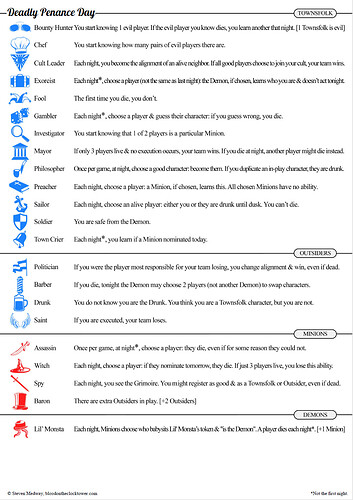 Deadly Penance Day
TOWNSFOLK
Bounty Hunter You start knowing 1 evil player. If the evil player you know dies, you learn another that night. [1 Townsfolk is evil]
Chef You start knowing how many pairs of evil players there are.
Cult Leader Each night, you become the alignment of an alive neighbor. If all good players choose to join your cult, your team wins.
Exorcist Each night*, choose a player (not the same as last night): the Demon, if chosen, learns who you are & doesn't act tonight.
Fool The first time you die, you don't.
Gambler Each night*, choose a player & guess their character: if you guess wrong, you die.
Investigator You start knowing that 1 of 2 players is a particular Minion.
Mayor If only 3 players live & no execution occurs, your team wins. If you die at night, another player might die instead.
Philosopher Once per game, at night, choose a good character: become them. If you duplicate an in-play character, they are drunk.
Preacher Each night, choose a player: a Minion, if chosen, learns this. All chosen Minions have no ability.
Sailor Each night, choose an alive player: either you or they are drunk until dusk. You can't die.
Soldier You are safe from the Demon.
Town Crier Each night*, you learn if a Minion nominated today.
OUTSIDERS
Politician If you were the player most responsible for your team losing, you change alignment & win, even if dead.
Barber If you die, tonight the Demon may choose 2 players (not another Demon) to swap characters.
Drunk You do not know you are the Drunk. You think you are a Townsfolk character, but you are not.
Saint If you are executed, your team loses.
MINIONS
Assassin Once per game, at night*, choose a player: they die, even if for some reason they could not.
Witch Each night, choose a player: if they nominate tomorrow, they die. If just 3 players live, you lose this ability.
Spy Each night, you see the Grimoire. You might register as good & as a Townsfolk or Outsider, even if dead.
Baron There are extra Outsiders in play. [+2 Outsiders]
DEMONS
Lil' Monsta Each night, Minions choose who babysits Lil' Monsta's token & "is the Demon". A player dies each night*. [+1 Minion]
© Steven Medway, bloodontheclocktower.com
*Not the first night